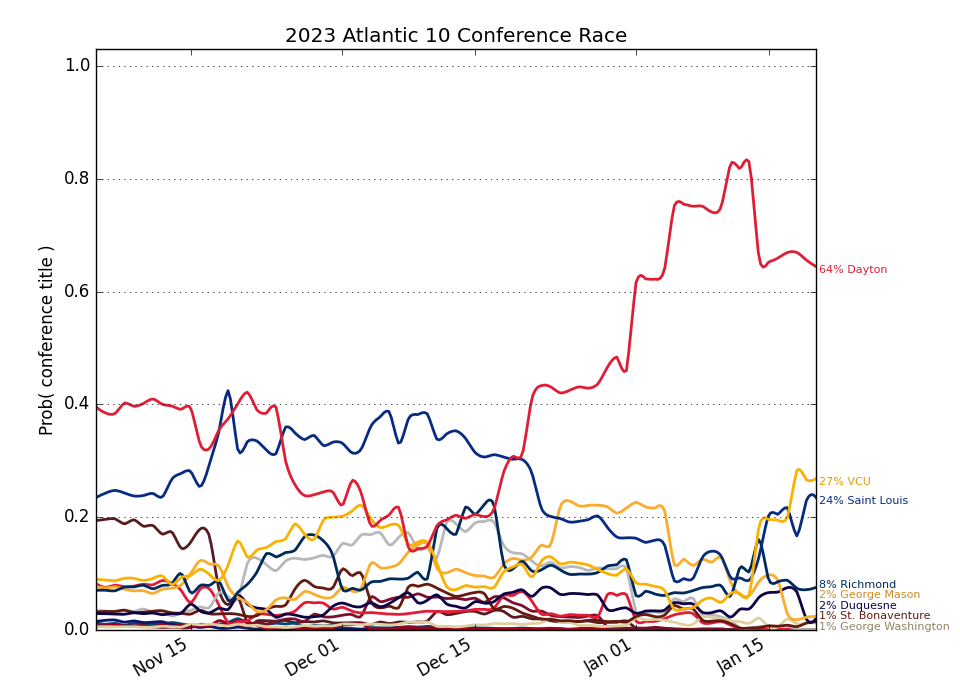 2023 Atlantic 10 Conference Race
Prob( conference title )
1.0
0.8
0.6
0.4
0.2
0.0
Nov 15
Dec 01
Dec 15
Jan 01
Jan 15
64% Dayton
27% VCU
24% Saint Louis
8% Richmond
2% George Mason
2% Duquesne
1% St. Bonaventure
1% George Washington